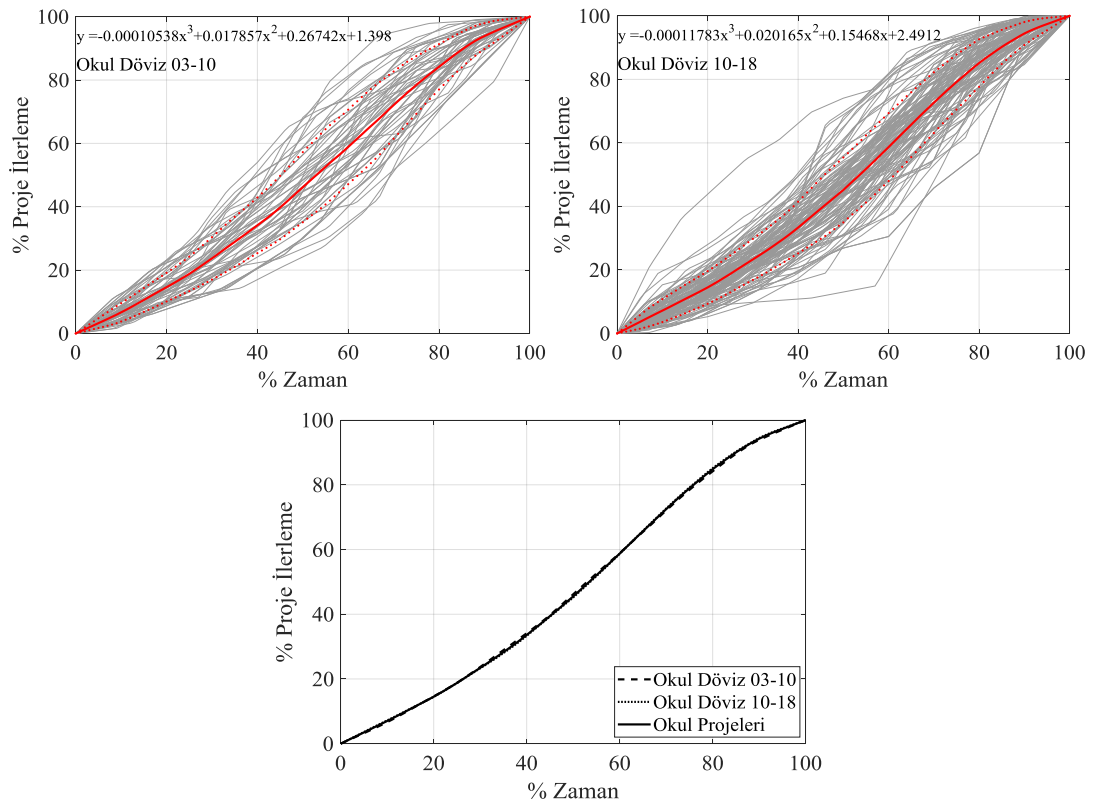 y =-0.00010538x³+0.017857x²+0.26742x+1.398
Okul Döviz 03-10
100
80
60
40
20
0
0 20 40 60 80 100
% Proje İlerleme
% Zaman
y =-0.00011783x³+0.020165x²+0.15468x+2.4912
Okul Döviz 10-18
100
80
60
40
20
0
0 20 40 60 80 100
% Proje İlerleme
% Zaman
100
80
60
40
20
0
0 20 40 60 80 100
% Proje İlerleme
% Zaman
Okul Döviz 03-10
Okul Döviz 10-18
Okul Projeleri